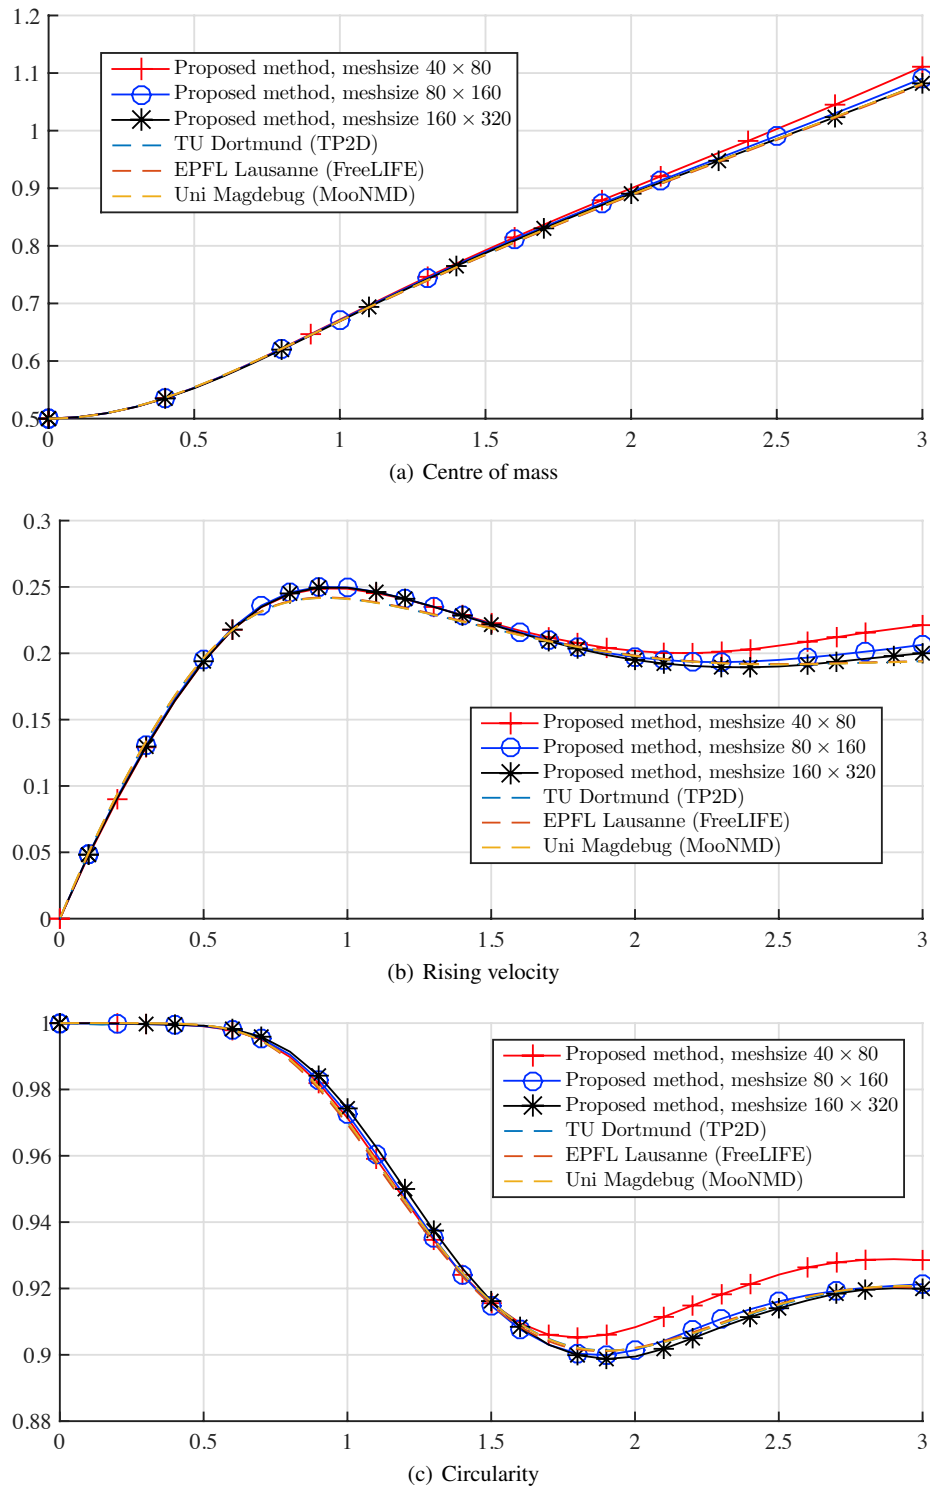 1.2
1.1
1
0.9
0.8
0.7
0.6
0.5
Proposed method, meshsize 40 × 80
Proposed method, meshsize 80 × 160
Proposed method, meshsize 160 × 320
TU Dortmund (TP2D)
EPFL Lausanne (FreeLIFE)
Uni Magdebug (MooNMD)
0 0.5 1 1.5 2 2.5 3
(a) Centre of mass
0.3
0.25
0.2
0.15
0.1
0.05
0
Proposed method, meshsize 40 × 80
Proposed method, meshsize 80 × 160
Proposed method, meshsize 160 × 320
TU Dortmund (TP2D)
EPFL Lausanne (FreeLIFE)
Uni Magdebug (MooNMD)
0 0.5 1 1.5 2 2.5 3
(b) Rising velocity
1
0.98
0.96
0.94
0.92
0.9
0.88
Proposed method, meshsize 40 × 80
Proposed method, meshsize 80 × 160
Proposed method, meshsize 160 × 320
TU Dortmund (TP2D)
EPFL Lausanne (FreeLIFE)
Uni Magdebug (MooNMD)
0 0.5 1 1.5 2 2.5 3
(c) Circularity